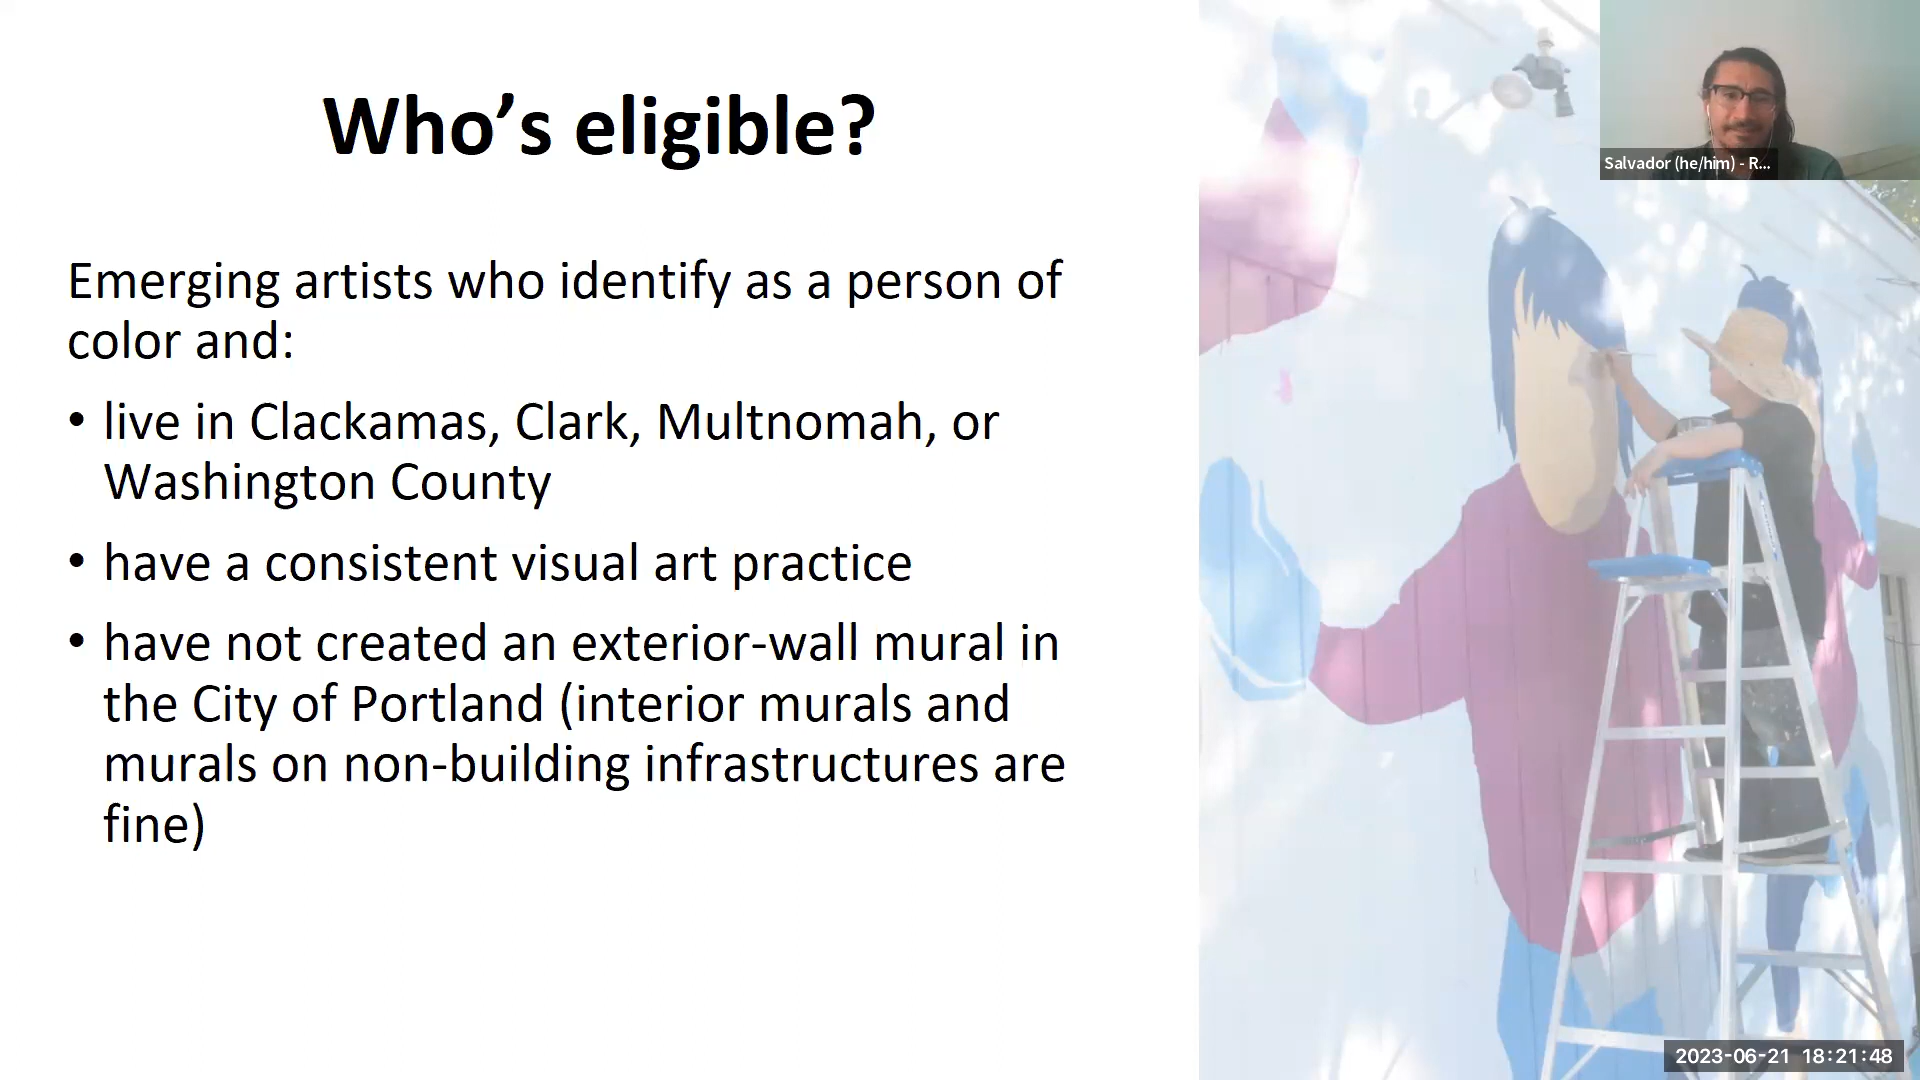 Who’s eligible?
Emerging artists who identify as a person of
color and:
• live in Clackamas, Clark, Multnomah, or
Washington County
• have a consistent visual art practice
• have not created an exterior-wall mural in
the City of Portland (interior murals and
murals on non-building infrastructures are
fine)
Salvador (he/him) - R...
2023-06-21 18:21:48